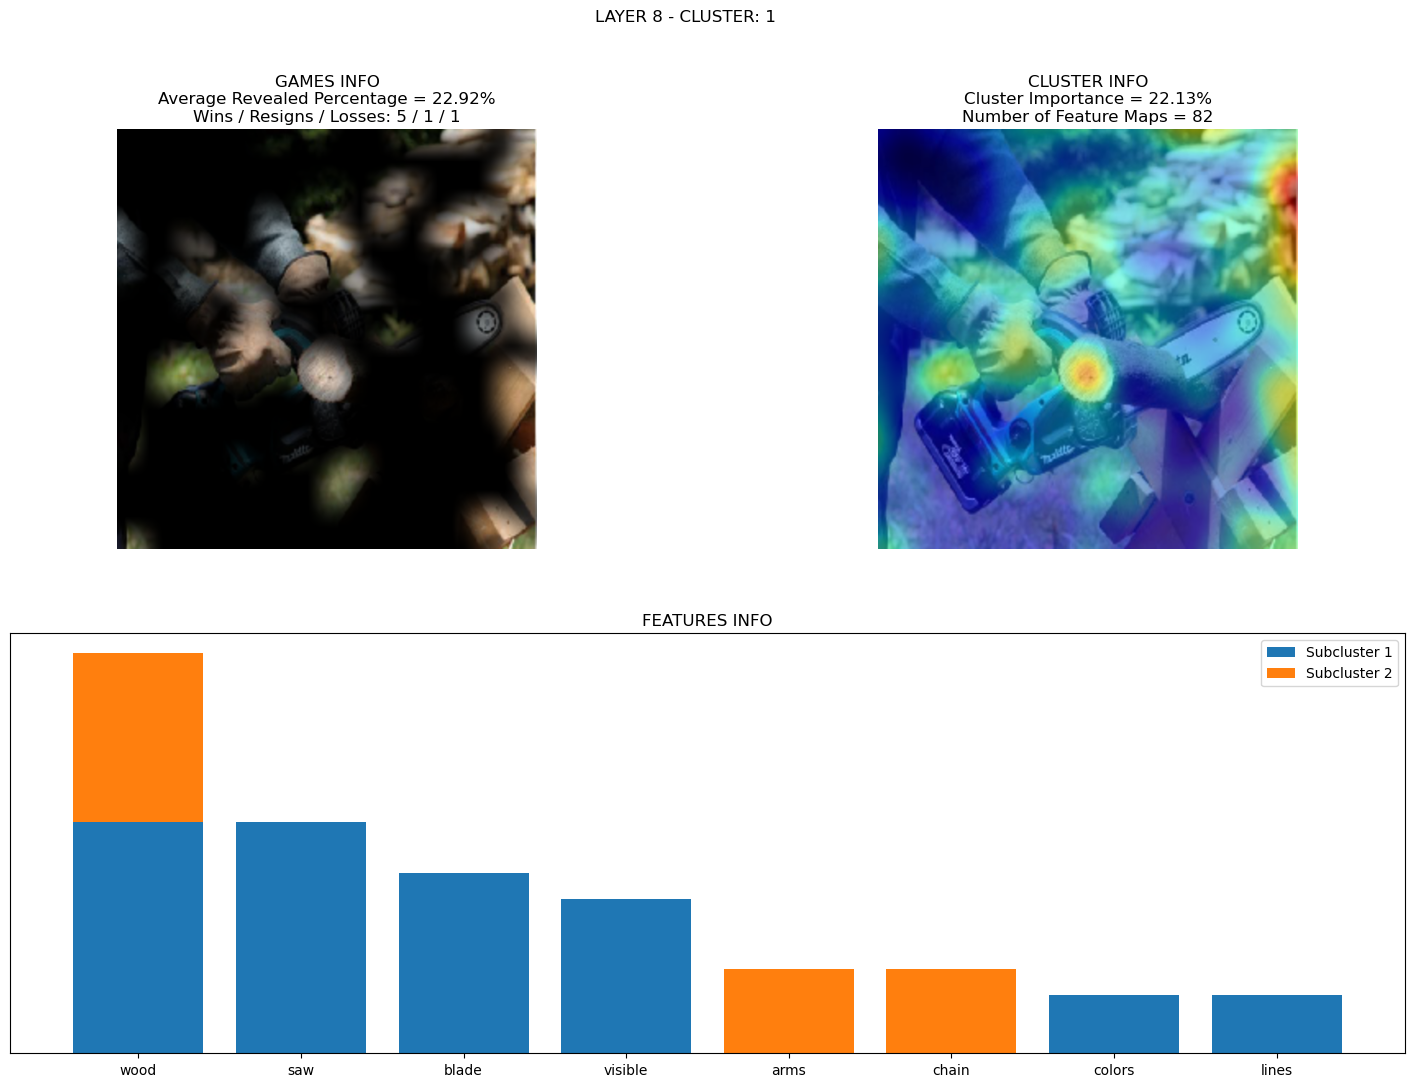 LAYER 8 - CLUSTER: 1
GAMES INFO
Average Revealed Percentage = 22.92%
Wins / Resigns / Losses: 5 / 1 / 1
CLUSTER INFO
Cluster Importance = 22.13%
Number of Feature Maps = 82
FEATURES INFO
Subcluster 1
Subcluster 2
wood saw blade visible arms chain colors lines